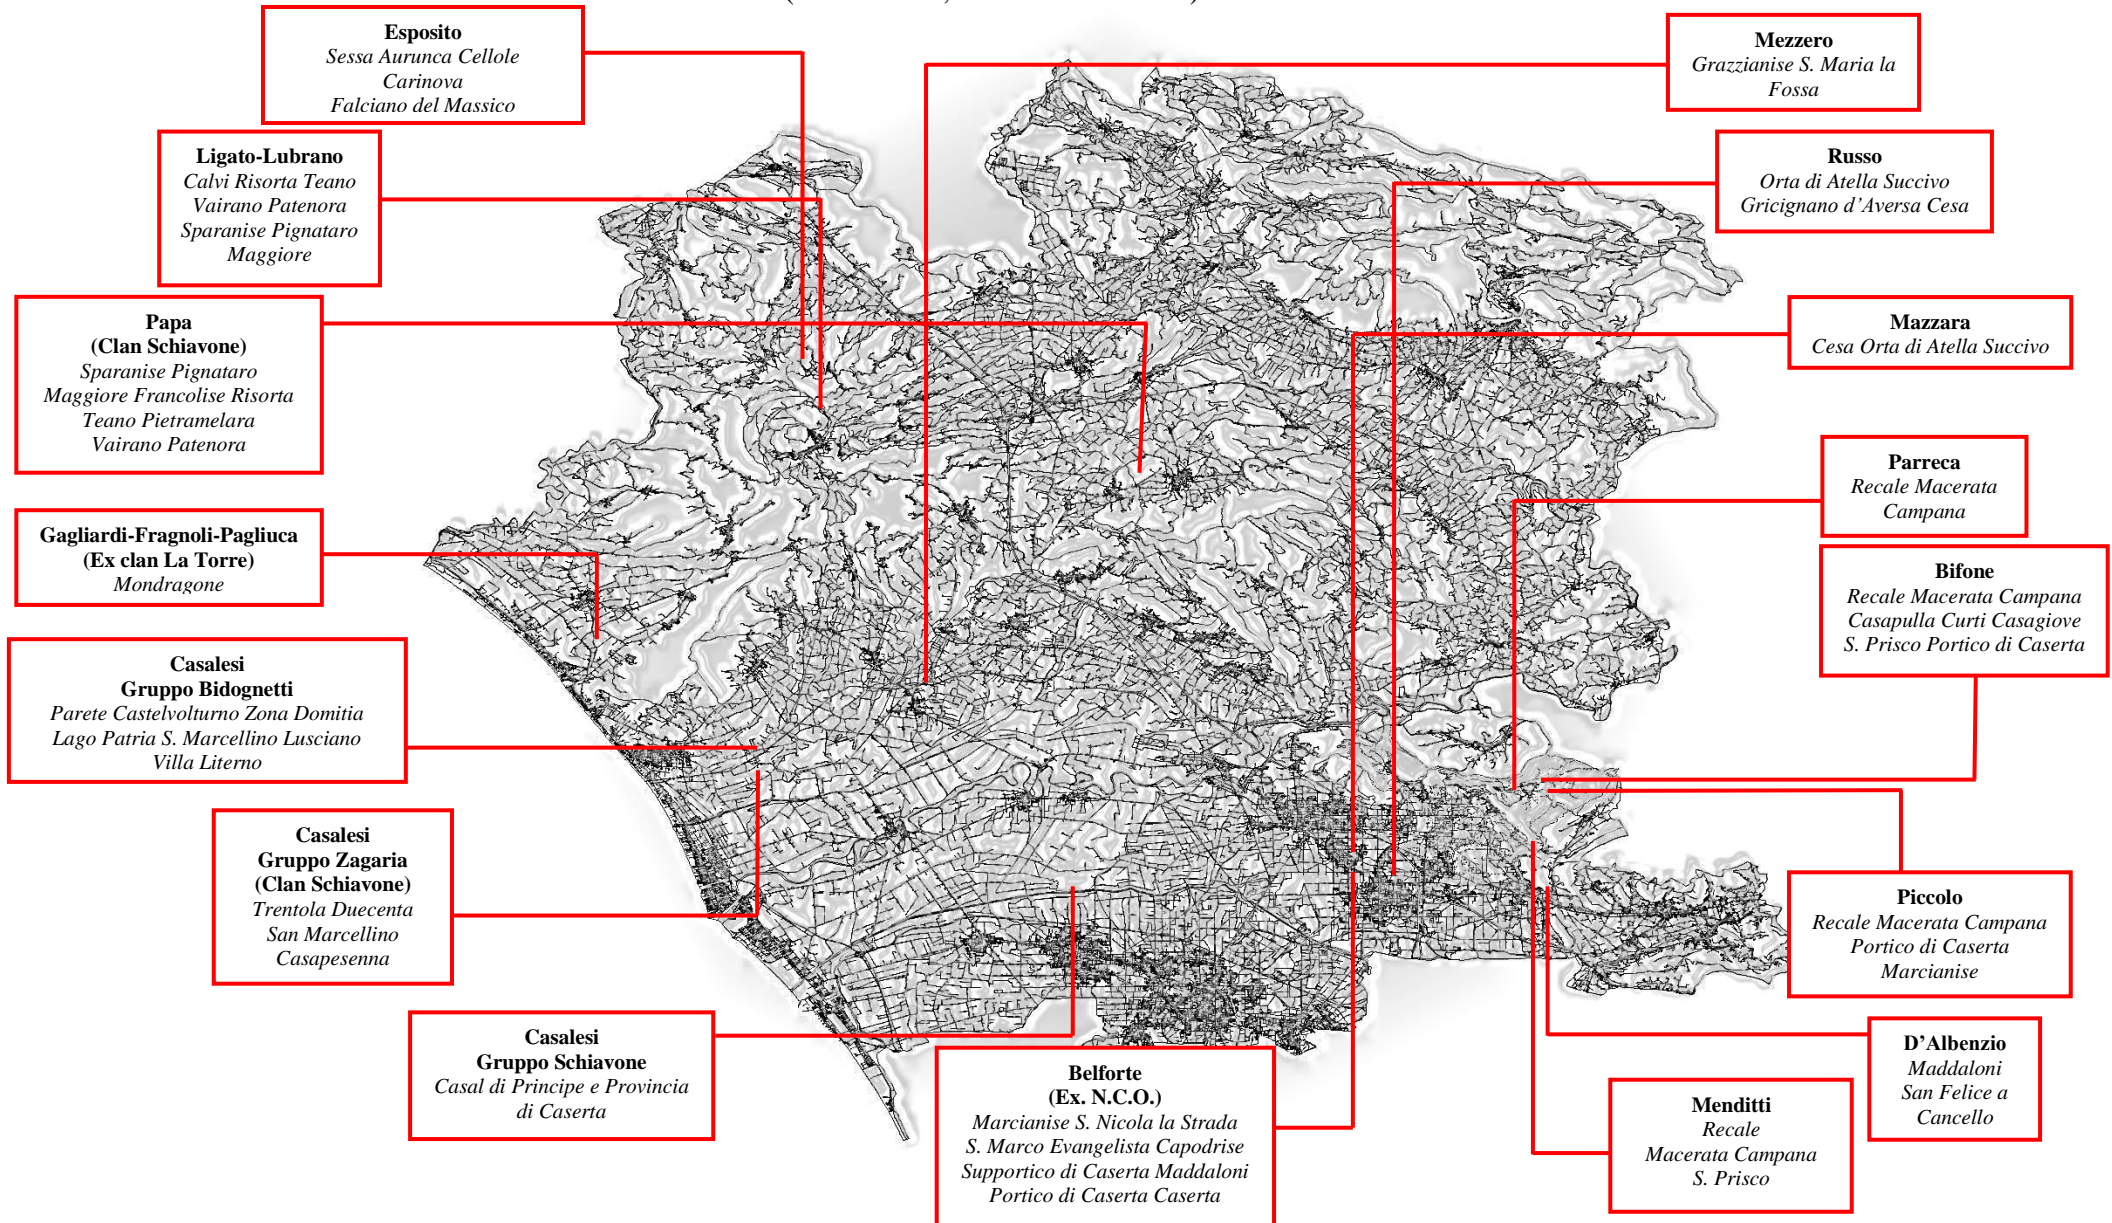 Esposito
Sessa Aurunca Cellole
Carinova
Falciano del Massico
Mezzero
Grazzianise S. Maria la
Fossa
Ligato-Lubrano
Calvi Risorta Teano
Vairano Patenora
Sparanise Pignataro
Maggiore
Russo
Orta di Atella Succivo
Gricignano d’Aversa Cesa
Papa
(Clan Schiavone)
Sparanise Pignataro
Maggiore Francolise Risorta
Teano Pietramelara
Vairano Patenora
Mazzara
Cesa Orta di Atella Succivo
Parreca
Recale Macerata
Campana
Gagliardi-Fragnoli-Pagliuca
(Ex clan La Torre)
Mondragone
Bifone
Recale Macerata Campana
Casapulla Curti Casagiove
S. Prisco Portico di Caserta
Casalesi
Gruppo Bidognetti
Parete Castelvolturno Zona Domitia
Lago Patria S. Marcellino Lusciano
Villa Literno
Casalesi
Gruppo Zagaria
(Clan Schiavone)
Trentola Duecenta
San Marcellino
Casapesenna
Piccolo
Recale Macerata Campana
Portico di Caserta
Marcianise
Casalesi
Gruppo Schiavone
Casal di Principe e Provincia
di Caserta
Belforte
(Ex. N.C.O.)
Marcianise S. Nicola la Strada
S. Marco Evangelista Capodrise
Supportico di Caserta Maddaloni
Portico di Caserta Caserta
Menditti
Recale
Macerata Campana
S. Prisco
D’Albenzio
Maddaloni
San Felice a
Cancello